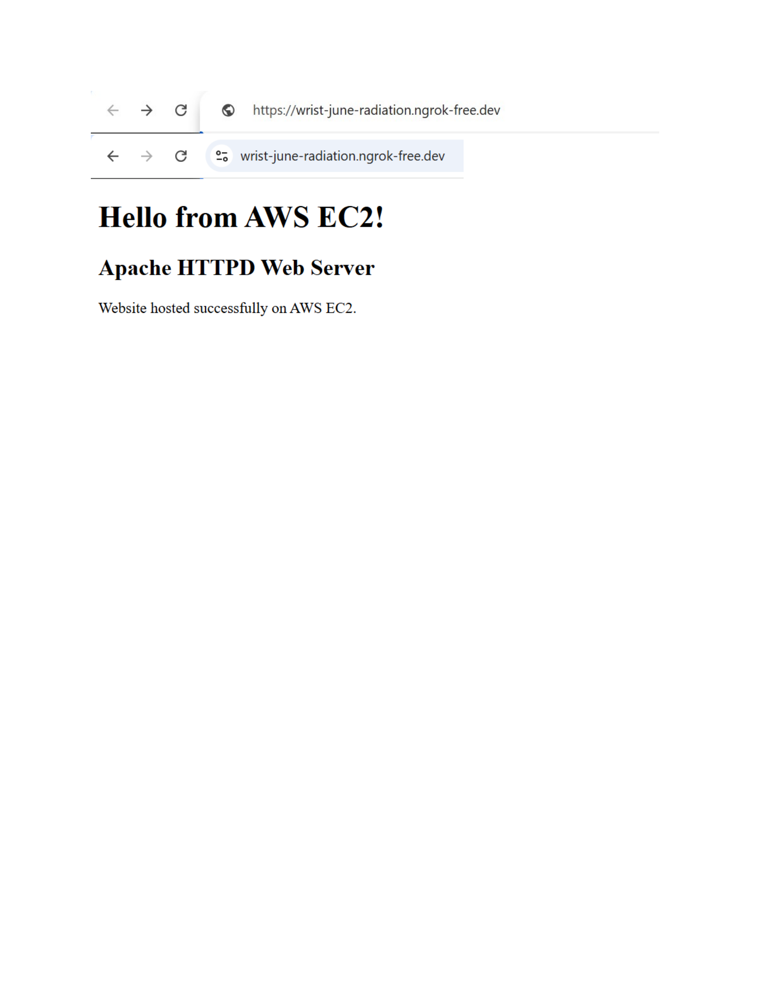 https://wrist-june-radiation.ngrok-free.dev
wrist-june-radiation.ngrok-free.dev
Hello from AWS EC2!
Apache HTTPD Web Server
Website hosted successfully on AWS EC2.